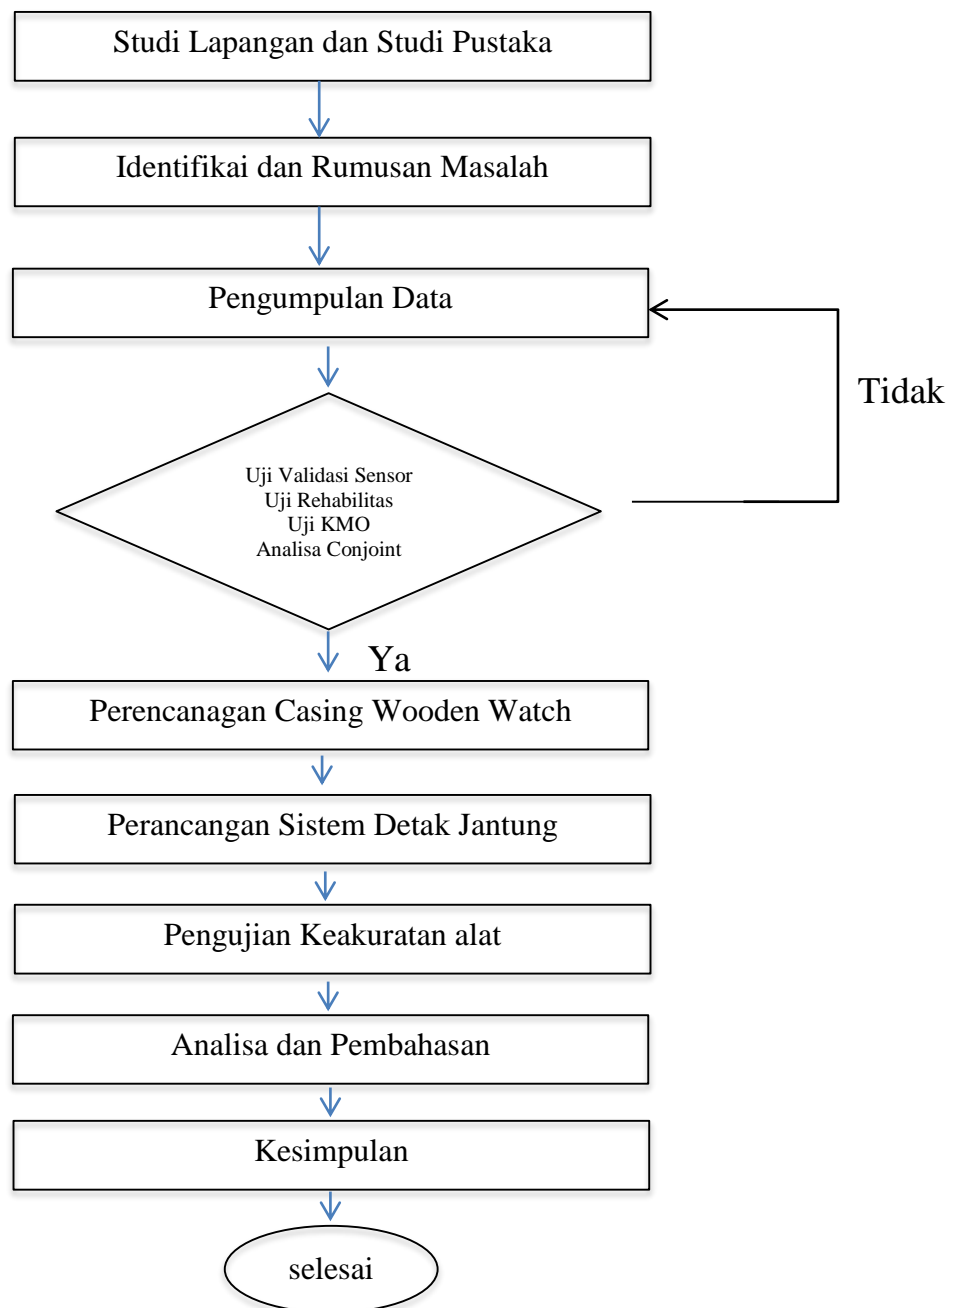 Studi Lapangan dan Studi Pustaka
Identifikai dan Rumusan Masalah
Pengumpulan Data
Tidak
Uji Validasi Sensor
Uji Rehabilitas
Uji KMO
Analisa Conjoint
Ya
Perencanagan Casing Wooden Watch
Perancangan Sistem Detak Jantung
Pengujian Keakuratan alat
Analisa dan Pembahasan
Kesimpulan
selesai